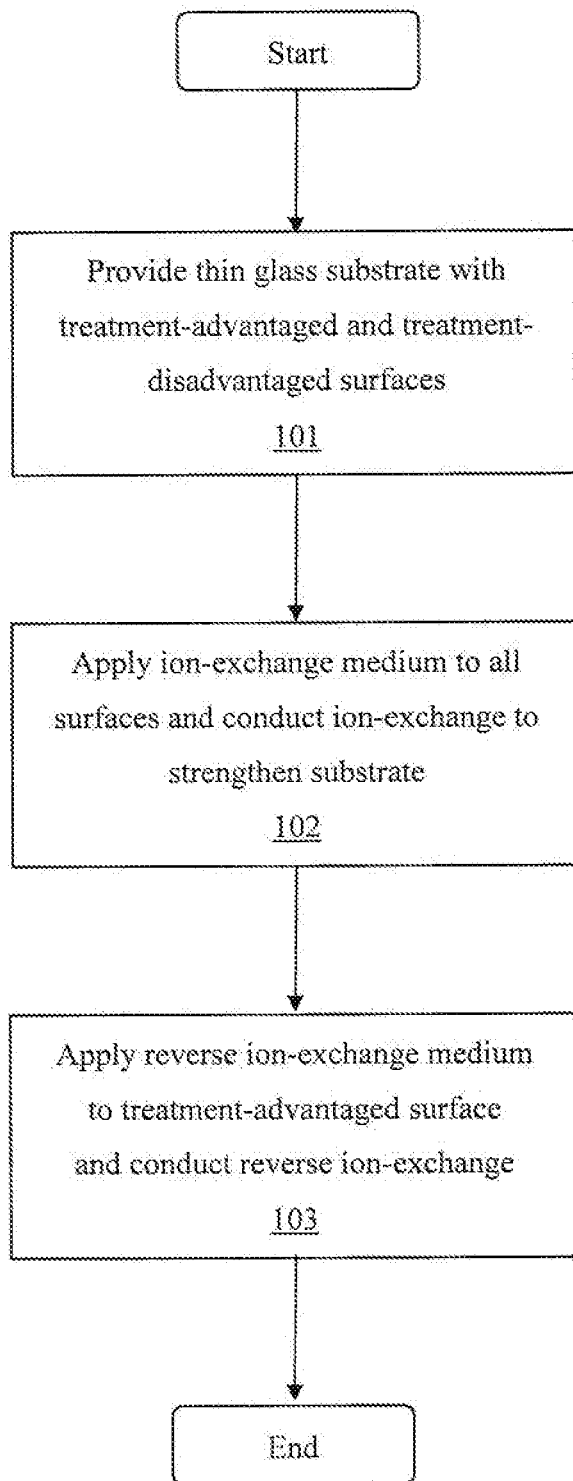 Start
Provide thin glass substrate with
treatment-advantaged and treatment-
disadvantaged surfaces
101
Apply ion-exchange medium to all
surfaces and conduct ion-exchange to
strengthen substrate
102
Apply reverse ion-exchange medium
to treatment-advantaged surface
and conduct reverse ion-exchange
103
End